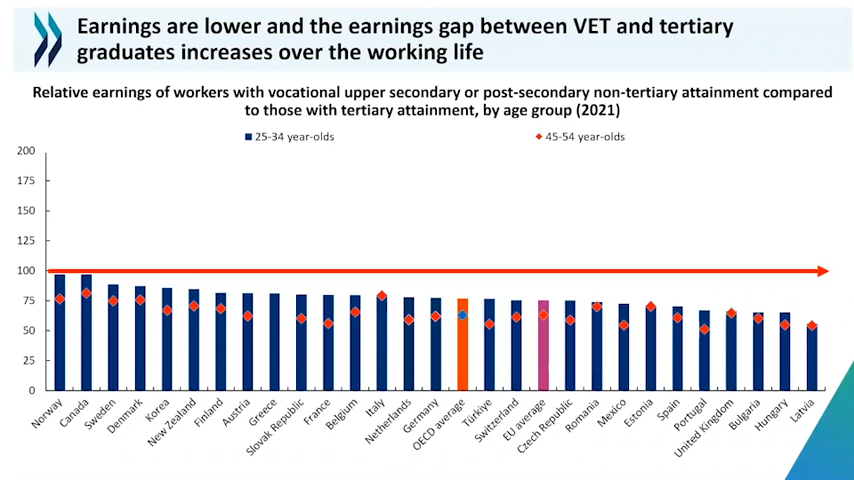 Earnings are lower and the earnings gap between VET and tertiary
graduates increases over the working life
Relative earnings of workers with vocational upper secondary or post-secondary non-tertiary attainment compared
to those with tertiary attainment, by age group (2021)
25-34 year-olds
45-54 year-olds
200
175
150
125
100
75
50
25
0
Norway
Canada
Sweden
Denmark
Korea
New Zealand
Finland
Austria
Greece
Slovak Republic
France
Belgium
Italy
Netherlands
Germany
OECD average
Türkiye
Switzerland
EU average
Czech Republic
Romania
Mexico
Estonia
Spain
Portugal
United Kingdom
Bulgaria
Hungary
Latvia